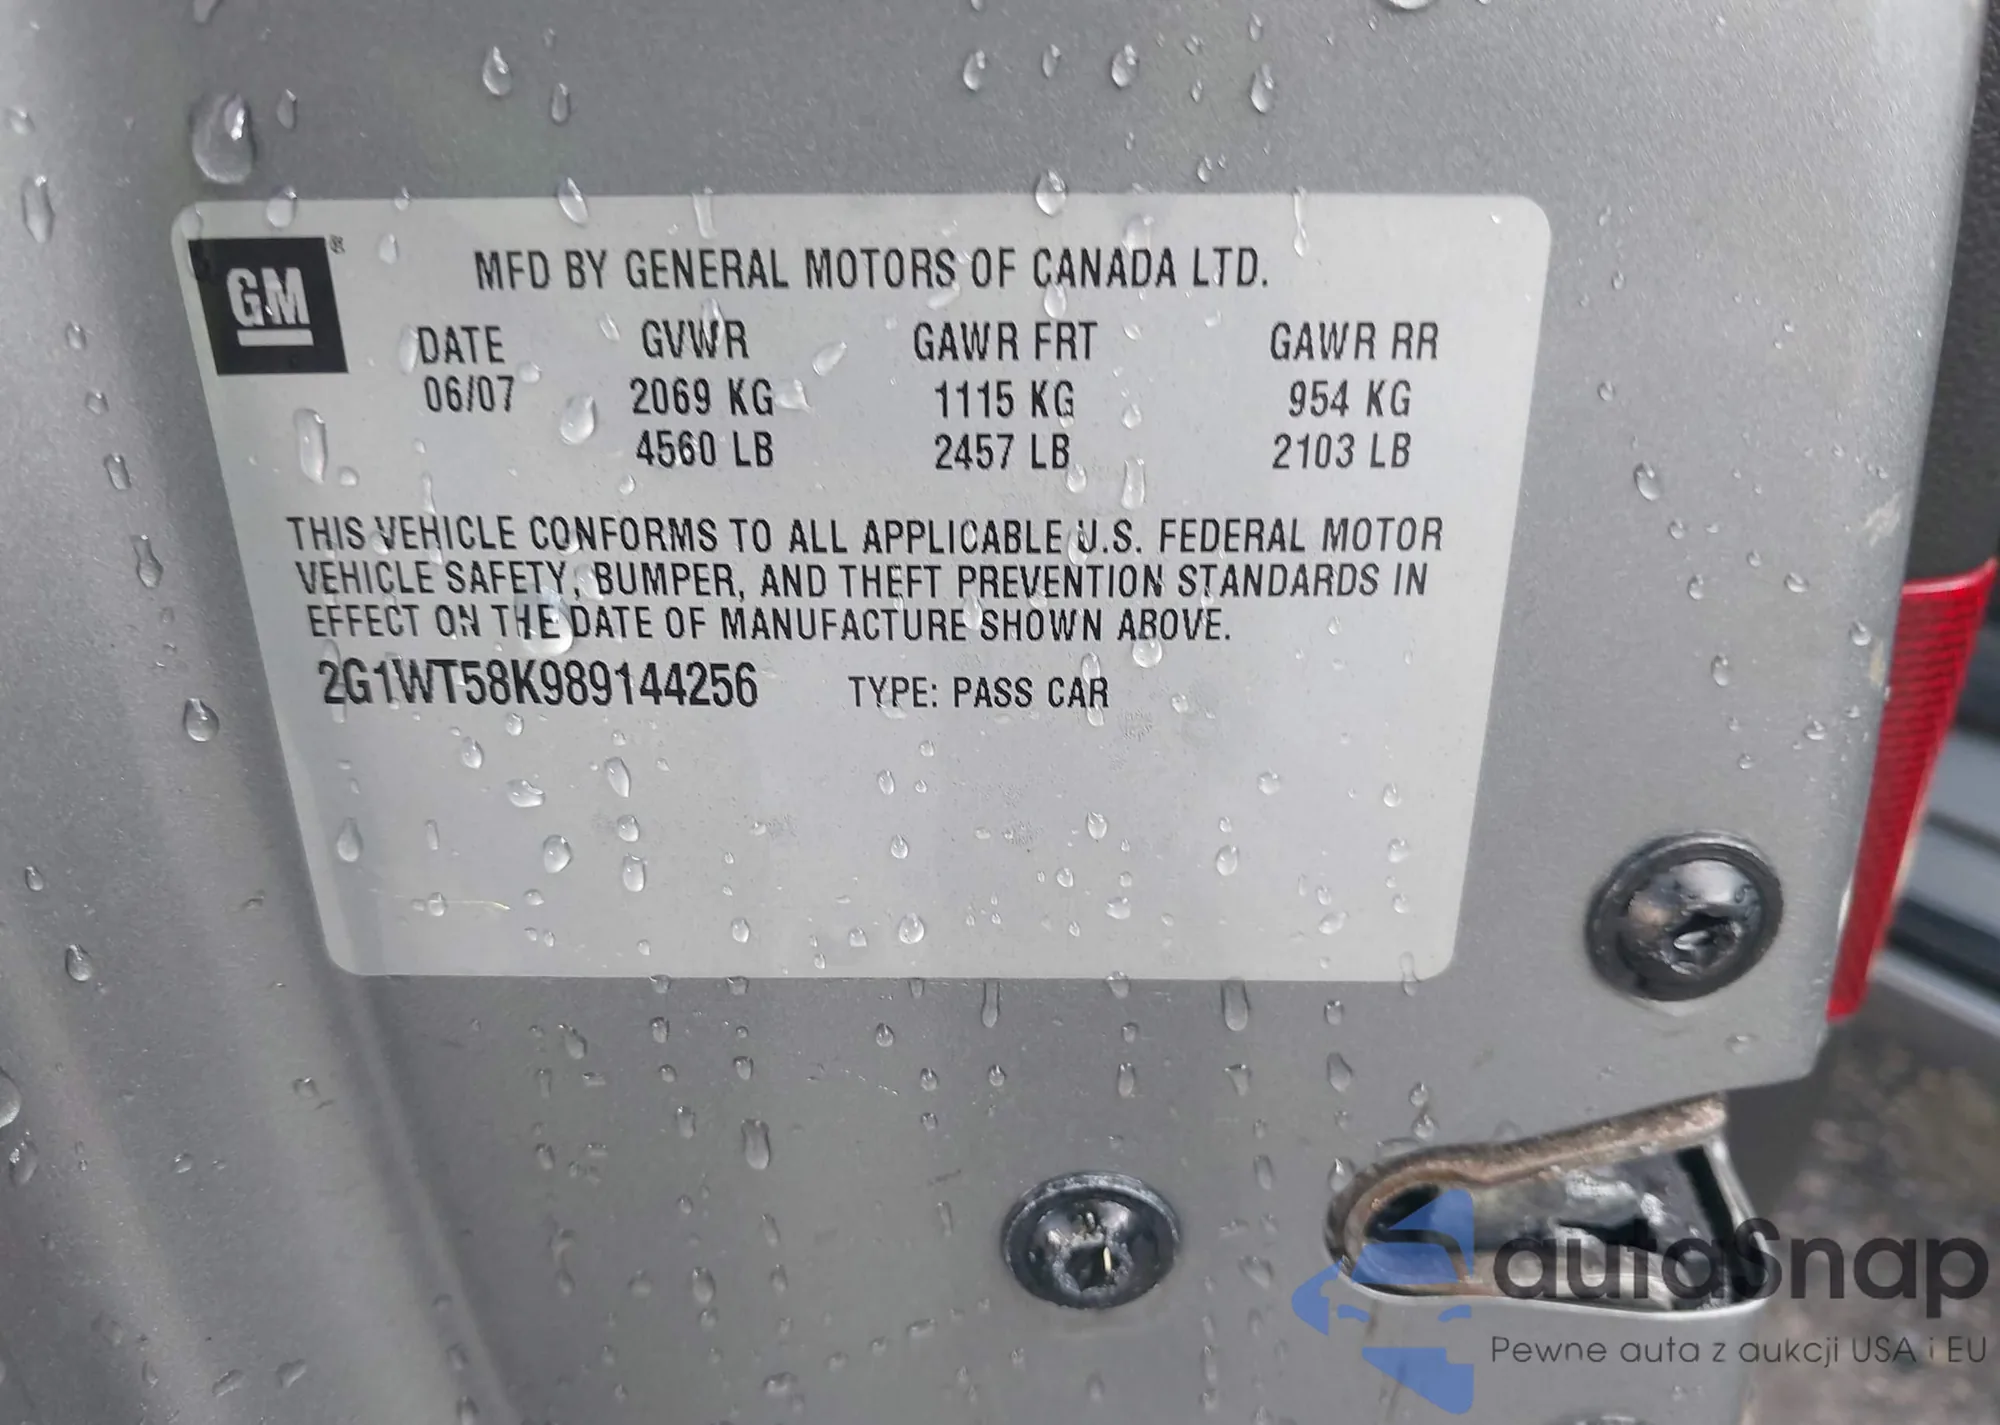 GM ®
MFD BY GENERAL MOTORS OF CANADA LTD.
DATE GVWR GAWR FRT GAWR RR
06/07 2069 KG 1115 KG 954 KG
4560 LB 2457 LB 2103 LB
THIS VEHICLE CONFORMS TO ALL APPLICABLE U.S. FEDERAL MOTOR
VEHICLE SAFETY, BUMPER, AND THEFT PREVENTION STANDARDS IN
EFFECT ON THE DATE OF MANUFACTURE SHOWN ABOVE.
2G1WT58K989144256 TYPE: PASS CAR
autaSnap
Pewne auta z aukcji USA i EU